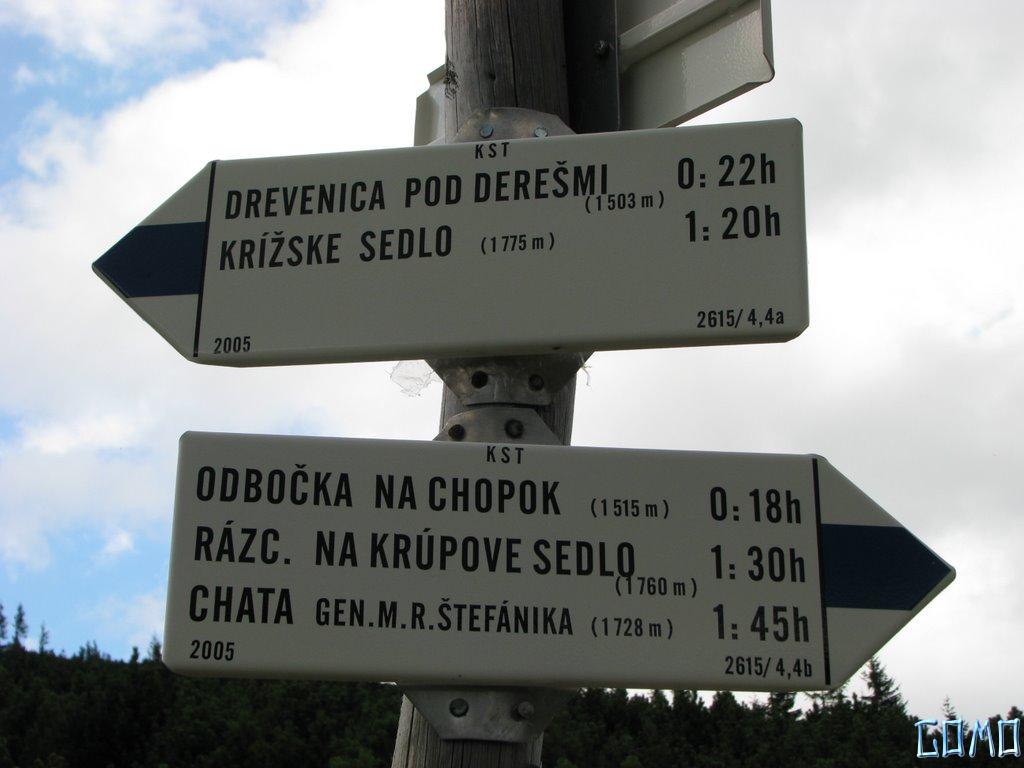 KST
DREVENICA POD DEREŠMI (1503 m) 0:22h
KRÍŽSKE SEDLO (1775 m) 1:20h
2005 2615/4,4a
KST
ODBOČKA NA CHOPOK (1515 m) 0:18h
RÁZC. NA KRÚPOVE SEDLO (1760 m) 1:30h
CHATA GEN.M.R.ŠTEFÁNIKA (1728 m) 1:45h
2005 2615/4,4b
GOMO